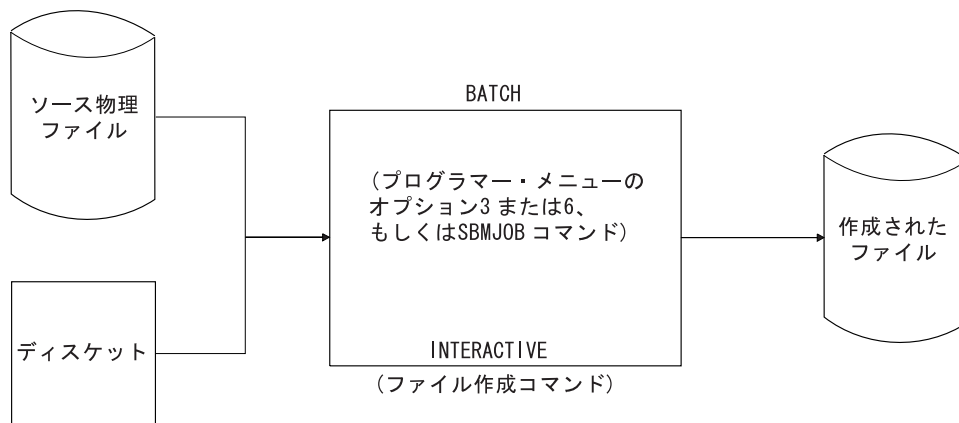 ソース物理
ファイル
ディスケット
BATCH
(プログラマー・メニューの
オプション3 または6、
もしくはSBMJOB コマンド)
INTERACTIVE
(ファイル作成コマンド)
作成された
ファイル